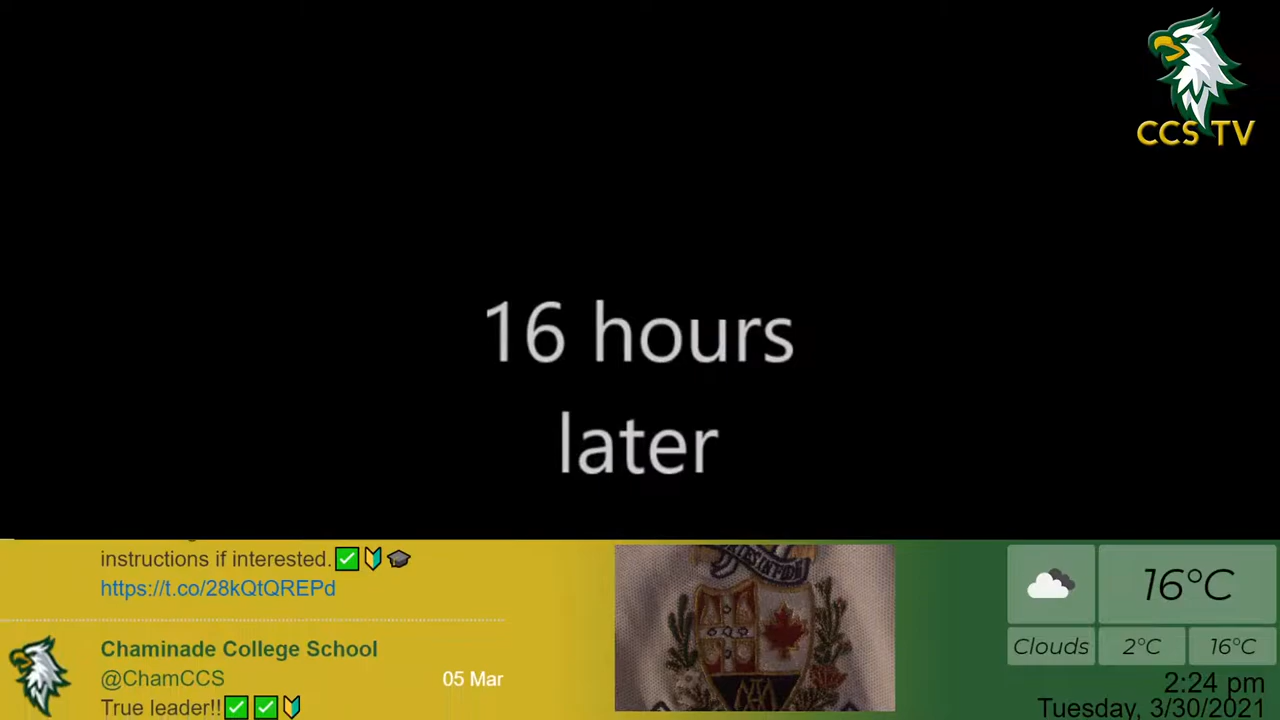 CCS TV
16 hours
later
instructions if interested.✅🔰🎓
https://t.co/28kQtQREPd
Chaminade College School
@ChamCCS
05 Mar
True leader!!✅✅🔰
16°C
Clouds
2°C
16°C
2:24 pm
Tuesday, 3/30/2021